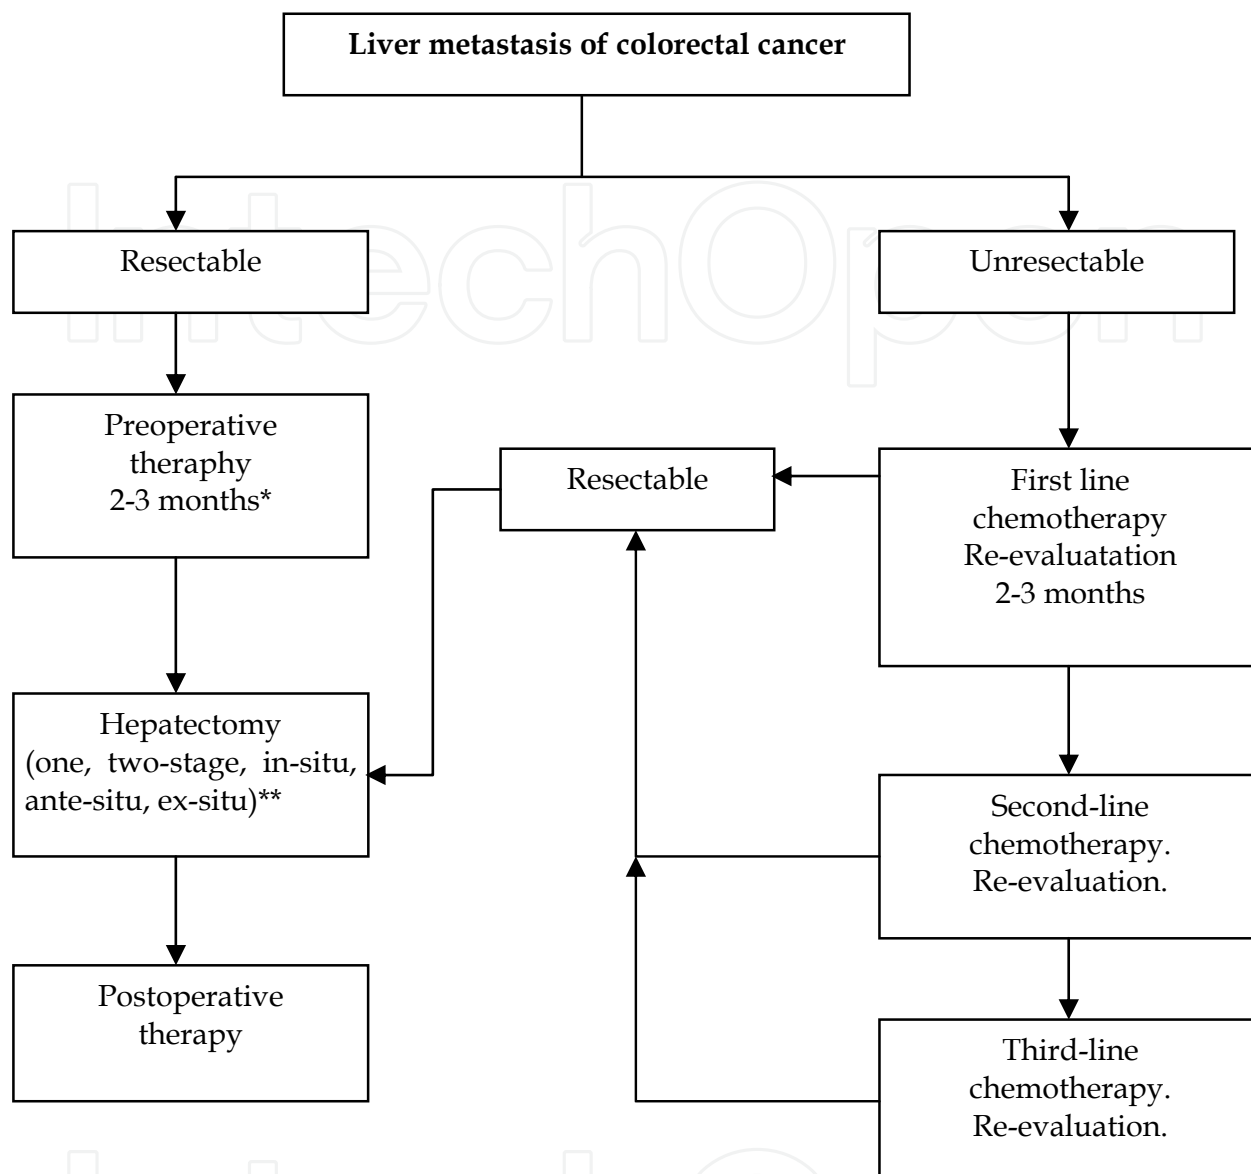 Liver metastasis of colorectal cancer
Resectable
Unresectable
Preoperative
theraphy
2-3 months*
Resectable
First line
chemotherapy
Re-evaluatation
2-3 months
Hepatectomy
(one, two-stage, in-situ,
ante-situ, ex-situ)**
Second-line
chemotherapy.
Re-evaluation.
Postoperative
therapy
Third-line
chemotherapy.
Re-evaluation.
IntechOpen